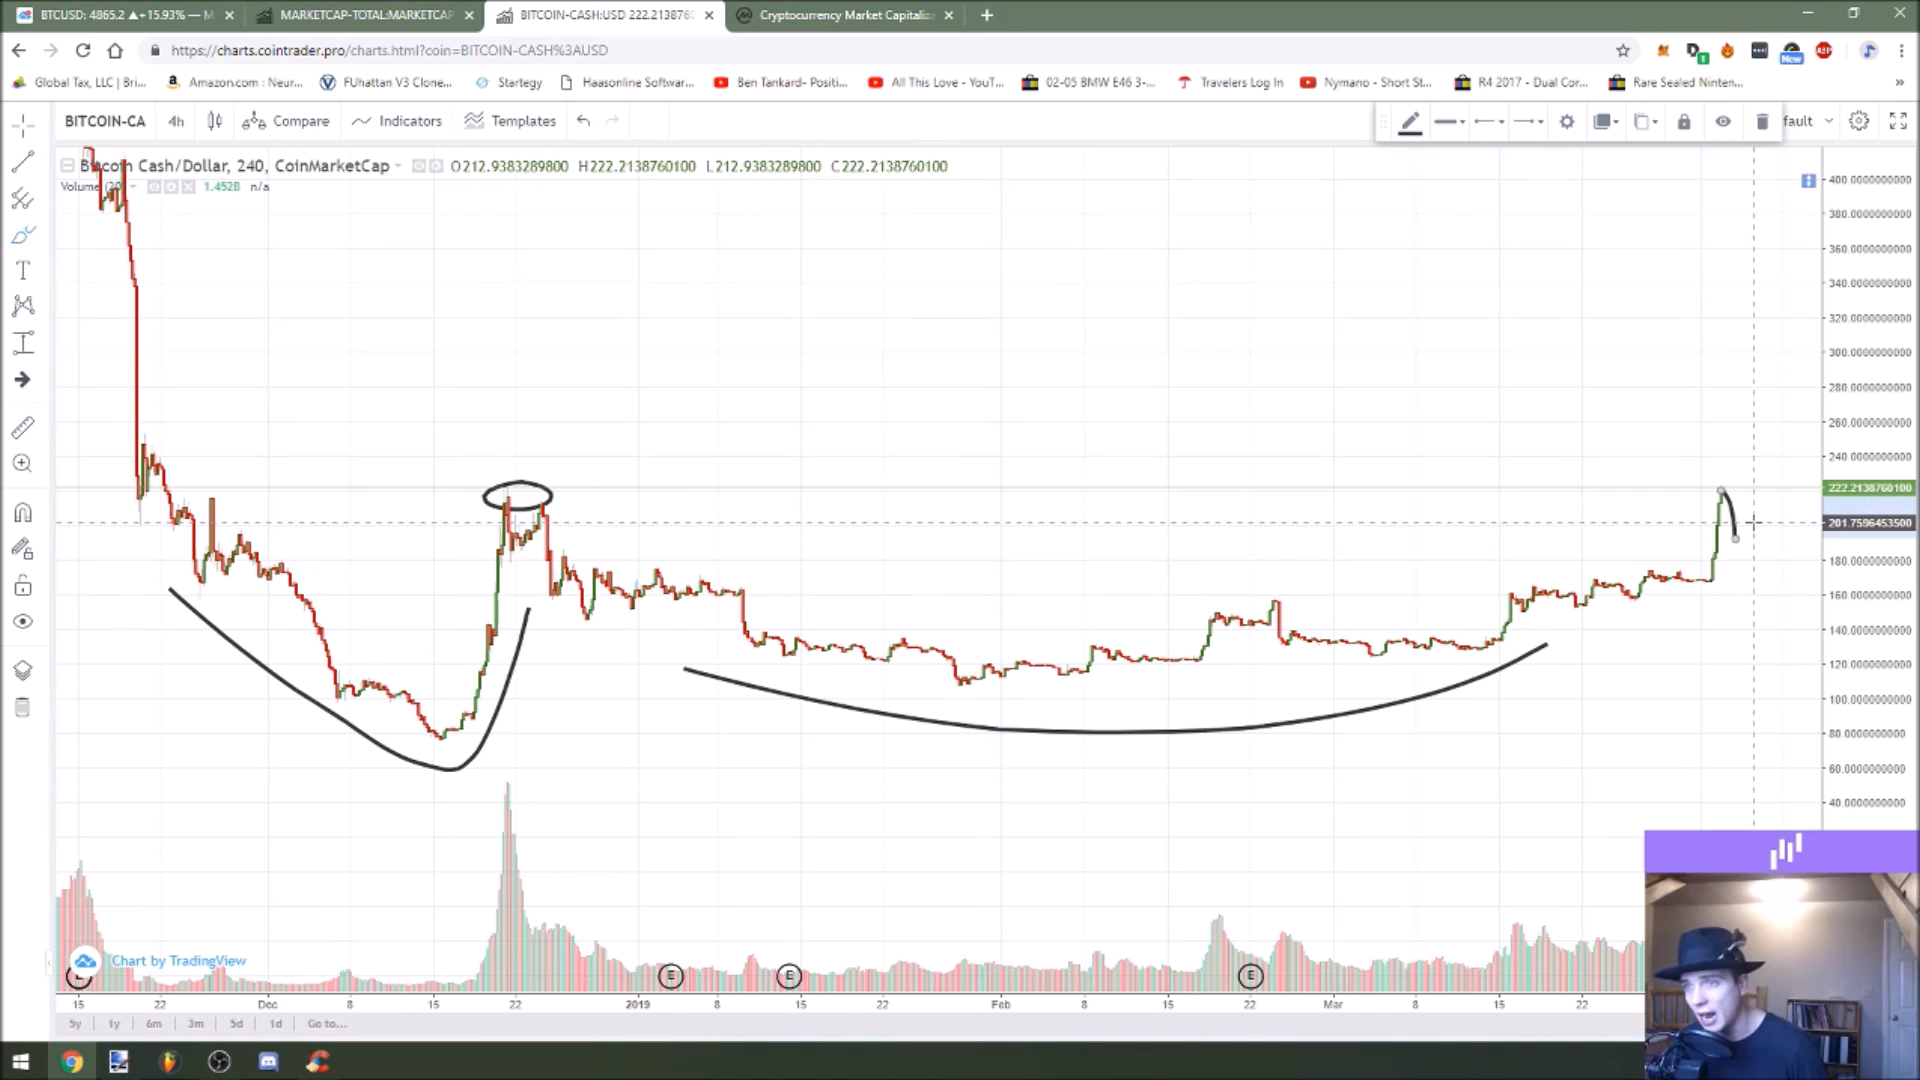 BTCUSD: 4865.2 ▲+15.93% — M
MARKETCAP-TOTAL:MARKETCAP
BITCOIN-CASH:USD 222.2138760
Cryptocurrency Market Capitaliz
https://charts.cointrader.pro/charts.html?coin=BITCOIN-CASH%3AUSD
1
New
ABP
Global Tax, LLC | Bri...
Amazon.com : Neur...
FUhattan V3 Clone...
Startegy
Haasonline Softwar...
Ben Tankard- Positi...
All This Love - YouT...
02-05 BMW E46 3-...
Travelers Log In
Nymano - Short St...
R4 2017 - Dual Cor...
Rare Sealed Ninten...
»
BITCOIN-CA
4h
Compare
Indicators
Templates
fault
Bitcoin Cash/Dollar, 240, CoinMarketCap
O212.9383289800 H222.2138760100 L212.9383289800 C222.2138760100
Volume (20)
1.452B n/a
400.0000000000
380.0000000000
360.0000000000
340.0000000000
320.0000000000
300.0000000000
280.0000000000
260.0000000000
240.0000000000
222.2138760100
201.7596453500
180.0000000000
160.0000000000
140.0000000000
120.0000000000
100.0000000000
80.0000000000
60.0000000000
40.0000000000
Chart by TradingView
E E E
15 22 Dec 8 15 22 2019 8 15 22 Feb 8 15 22 Mar 8 15 22
5y 1y 6m 3m 5d 1d Go to...